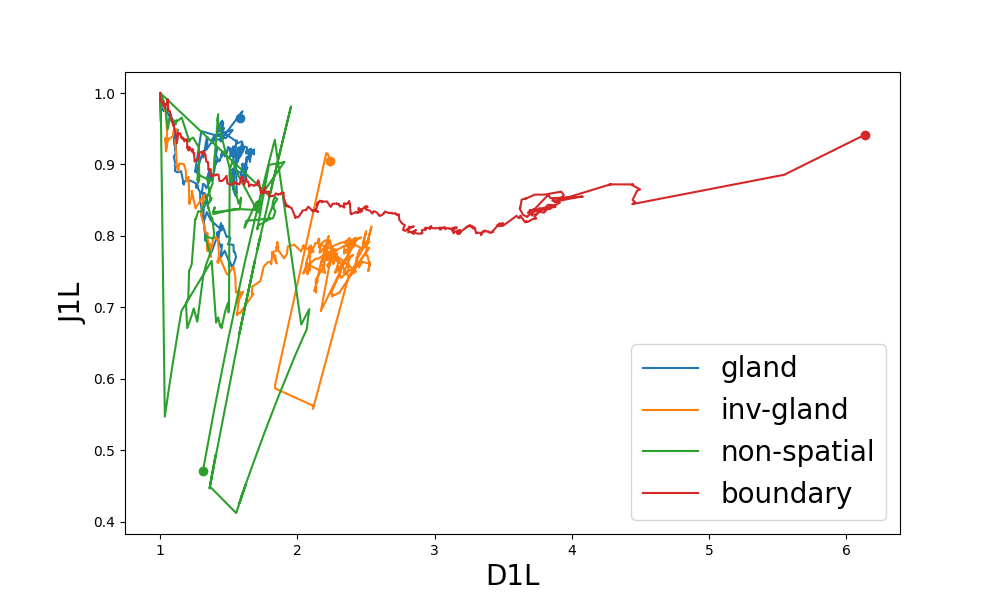 1.0
0.9
0.8
0.7
0.6
0.5
0.4
J1L
1 2 3 4 5 6
D1L
gland
inv-gland
non-spatial
boundary